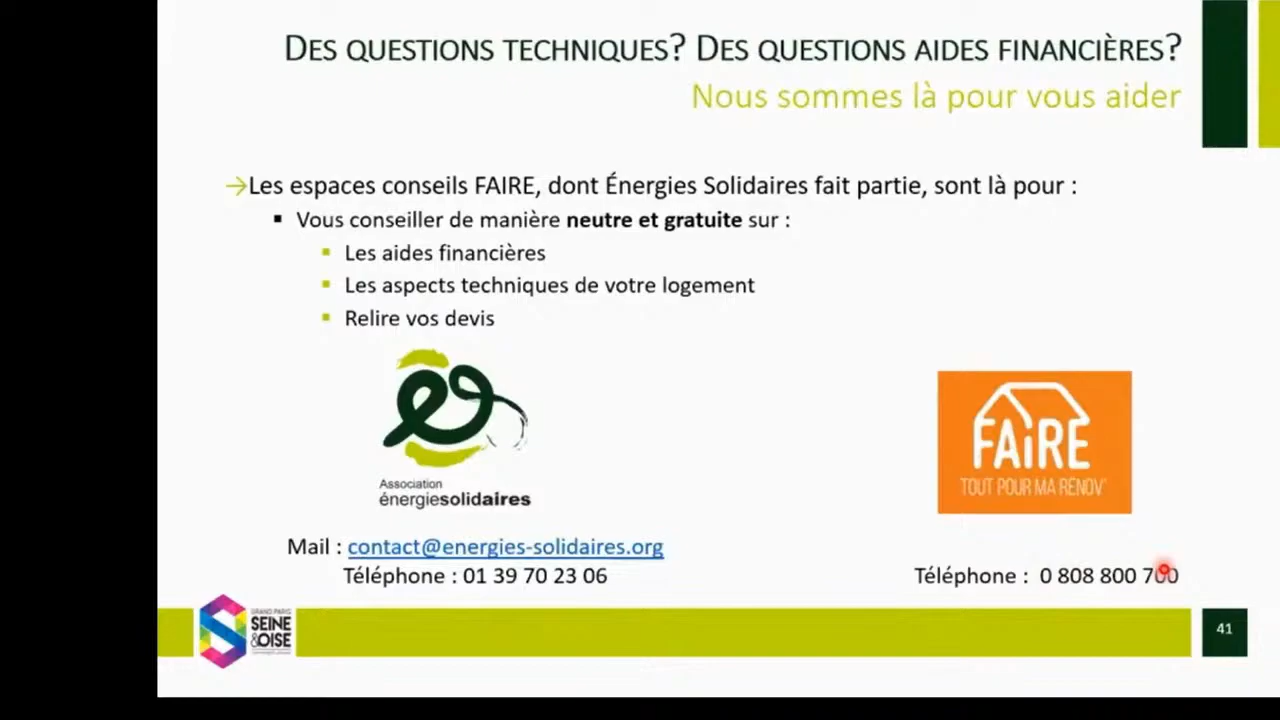 DES QUESTIONS TECHNIQUES? DES QUESTIONS AIDES FINANCIÈRES?
Nous sommes là pour vous aider
→Les espaces conseils FAIRE, dont Énergies Solidaires fait partie, sont là pour :
▪ Vous conseiller de manière neutre et gratuite sur :
▪ Les aides financières
▪ Les aspects techniques de votre logement
▪ Relire vos devis
Association
énergiesolidaires
FAiRE
TOUT POUR MA RÉNOV'
Mail : contact@energies-solidaires.org
Téléphone : 01 39 70 23 06
Téléphone : 0 808 800 700
GRAND PARIS
SEINE
&OISE
41